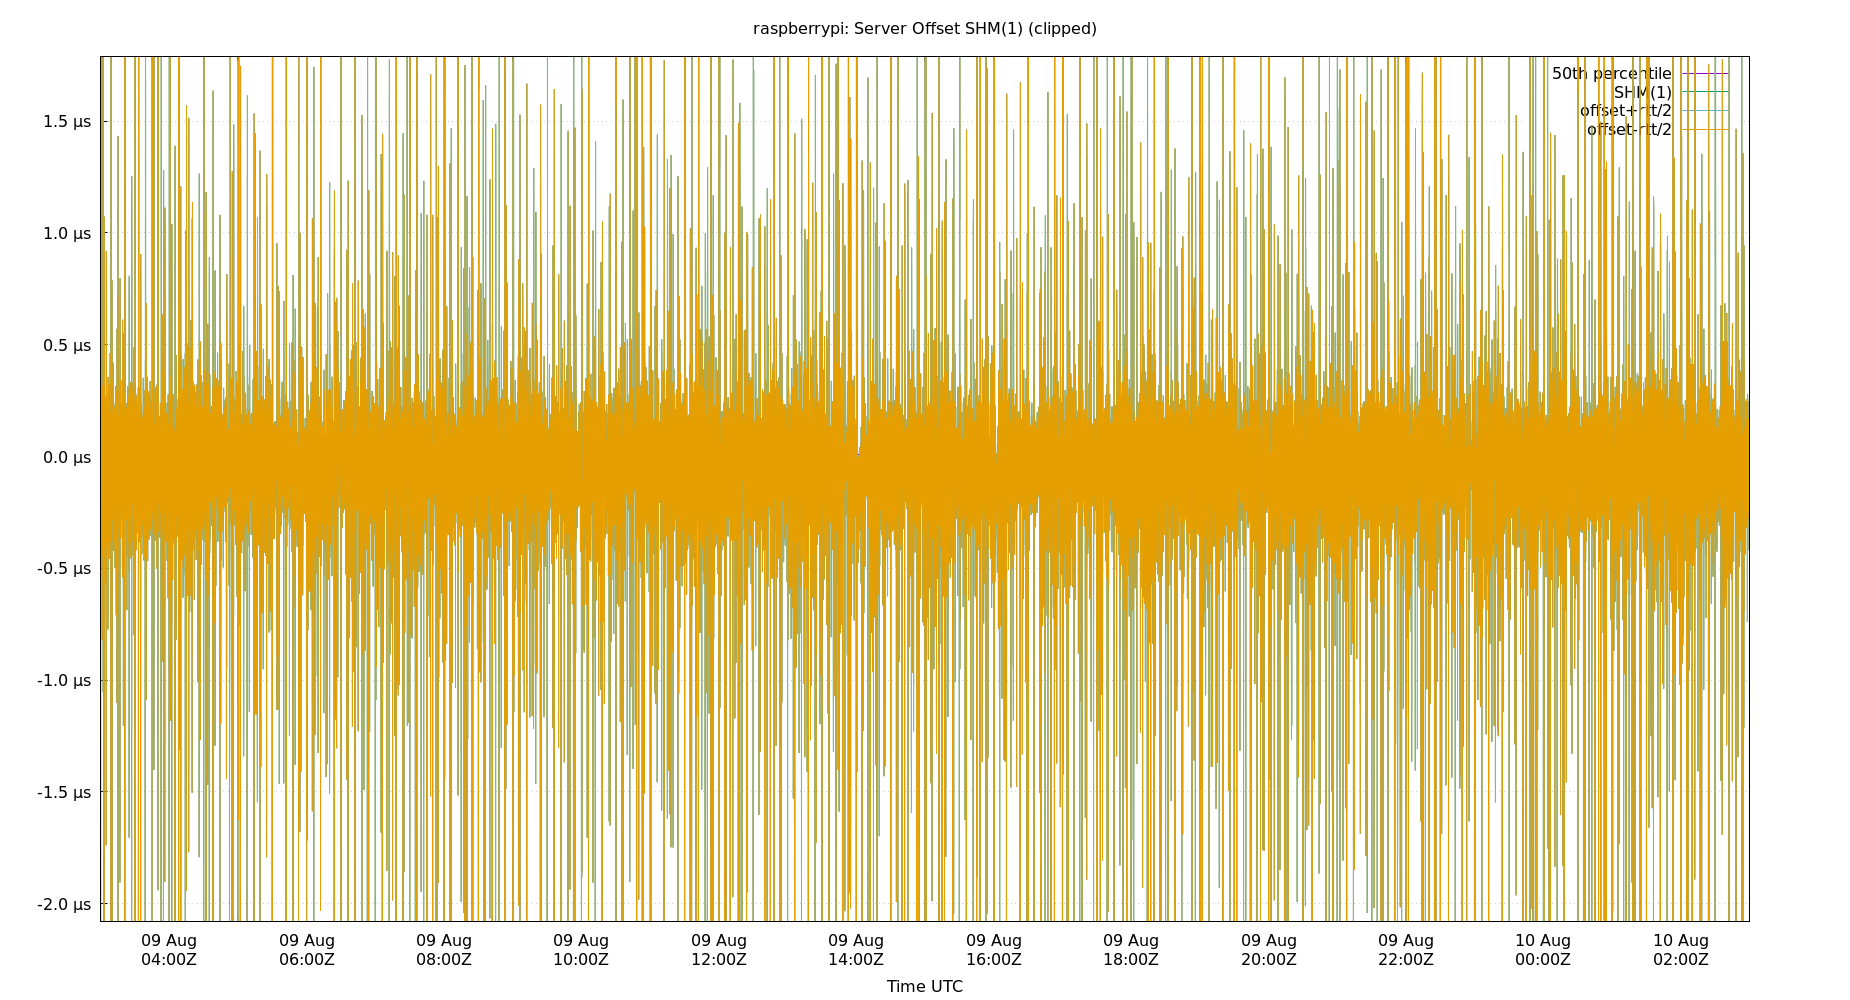 raspberrypi: Server Offset SHM(1) (clipped)
50th percentile
SHM(1)
offset+rtt/2
offset-rtt/2
1.5 µs
1.0 µs
0.5 µs
0.0 µs
-0.5 µs
-1.0 µs
-1.5 µs
-2.0 µs
09 Aug 09 Aug 09 Aug 09 Aug 09 Aug 09 Aug 09 Aug 09 Aug 09 Aug 09 Aug 10 Aug 10 Aug
04:00Z 06:00Z 08:00Z 10:00Z 12:00Z 14:00Z 16:00Z 18:00Z 20:00Z 22:00Z 00:00Z 02:00Z
Time UTC